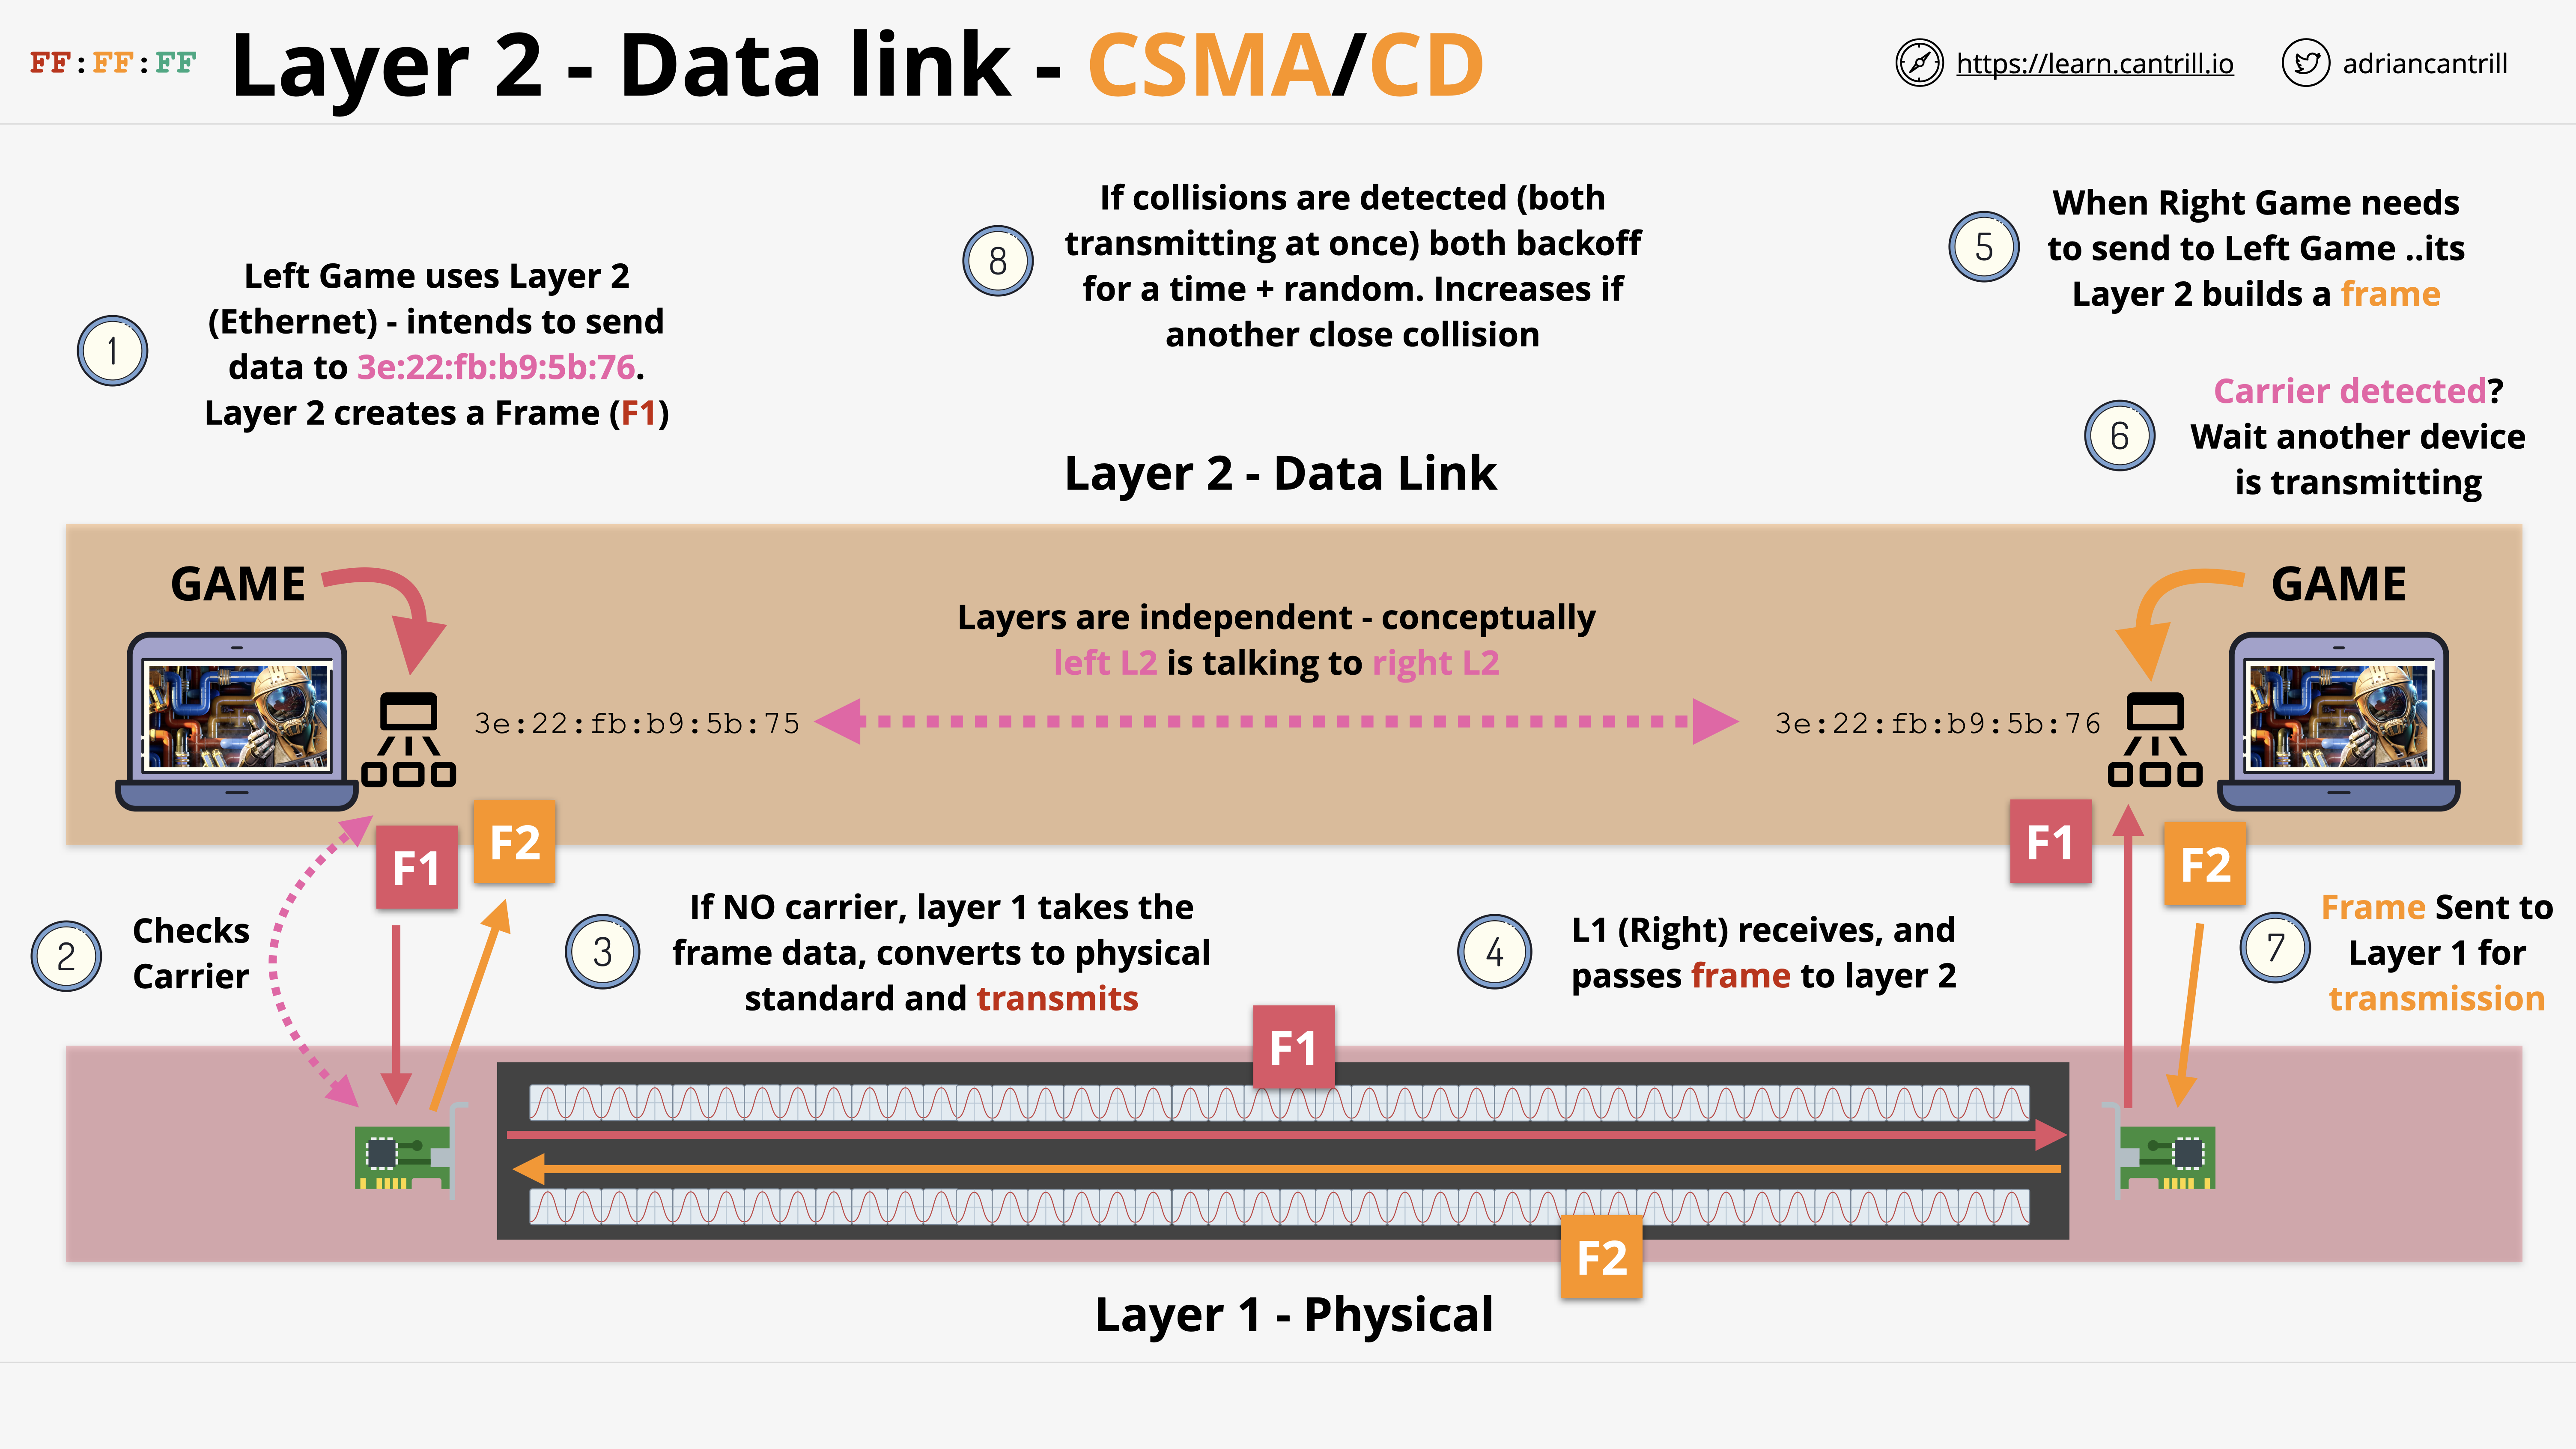 FF:FF:FF
Layer 2 - Data link - CSMA/CD
https://learn.cantrill.io
adriancantrill
1
Left Game uses Layer 2
(Ethernet) - intends to send
data to 3e:22:fb:b9:5b:76.
Layer 2 creates a Frame (F1)
8
If collisions are detected (both
transmitting at once) both backoff
for a time + random. Increases if
another close collision
5
When Right Game needs
to send to Left Game ..its
Layer 2 builds a frame
6
Carrier detected?
Wait another device
is transmitting
Layer 2 - Data Link
GAME
Layers are independent - conceptually
left L2 is talking to right L2
GAME
3e:22:fb:b9:5b:75
3e:22:fb:b9:5b:76
F1
F2
F1
F2
2
Checks
Carrier
3
If NO carrier, layer 1 takes the
frame data, converts to physical
standard and transmits
4
L1 (Right) receives, and
passes frame to layer 2
7
Frame Sent to
Layer 1 for
transmission
F1
F2
Layer 1 - Physical